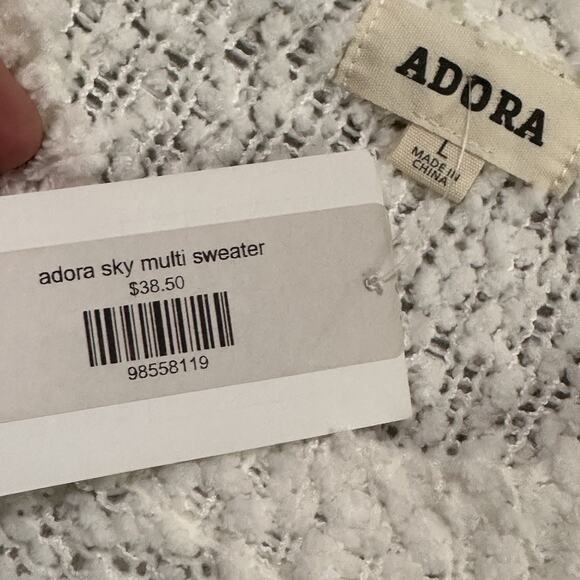 ADORA
L
MADE IN
CHINA
adora sky multi sweater
$38.50
98558119